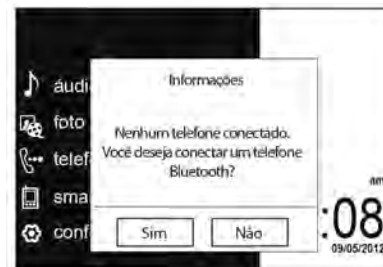 Informações
Nenhum telefone conectado.
Você deseja conectar um telefone
Bluetooth?
Sim
Não
áudi
foto
telef
sma
conf
am
:08
09/05/2012